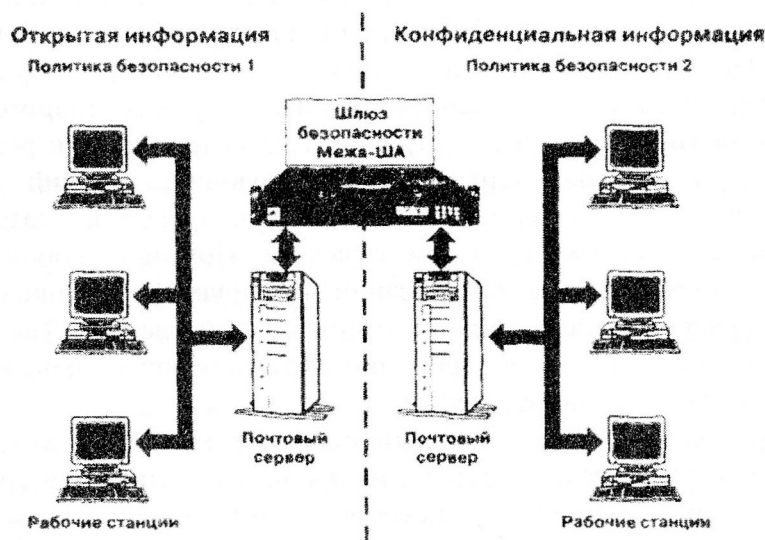 Открытая информация
Политика безопасности 1
Конфиденциальная информация
Политика безопасности 2
Шлюз
безопасности
Межа-ША
Почтовый
сервер
Почтовый
сервер
Рабочие станции
Рабочие станции